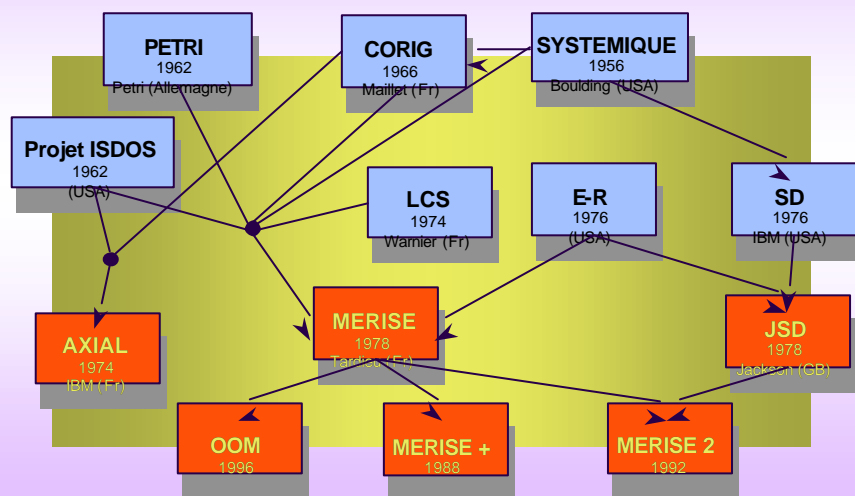 PETRI
1962
Petri (Allemagne)
CORIG
1966
Maillet (Fr)
SYSTEMIQUE
1956
Boulding (USA)
Projet ISDOS
1962
(USA)
LCS
1974
Warnier (Fr)
E-R
1976
(USA)
SD
1976
IBM (USA)
AXIAL
1974
IBM (Fr)
MERISE
1978
Tardieu (Fr)
JSD
1978
Jackson (GB)
OOM
1996
MERISE +
1988
MERISE 2
1992